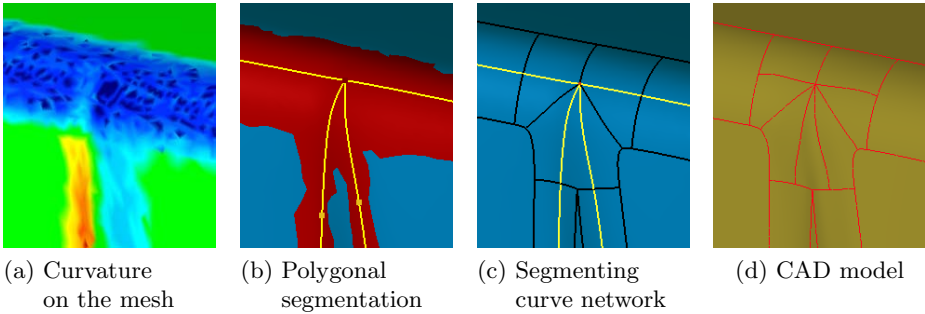 (a) Curvature
on the mesh
(b) Polygonal
segmentation
(c) Segmenting
curve network
(d) CAD model